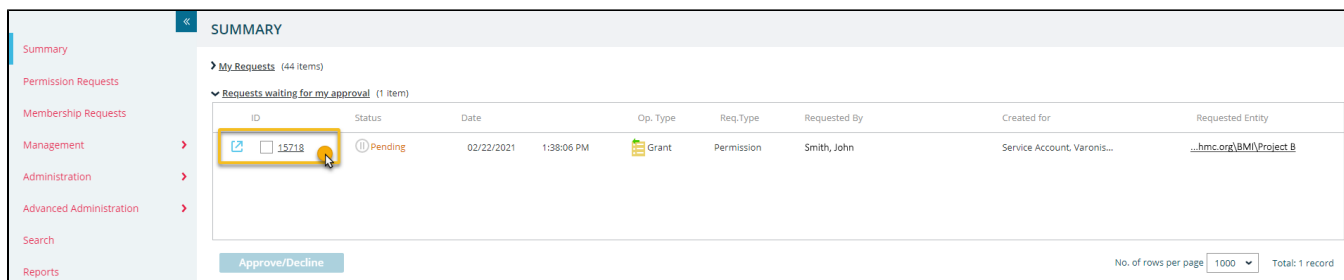 «
SUMMARY
Summary
Permission Requests
Membership Requests
Management
Administration
Advanced Administration
Search
Reports
My Requests (44 items)
Requests waiting for my approval (1 item)
ID Status Date Op. Type Req.Type Requested By Created for Requested Entity
15718 Pending 02/22/2021 1:38:06 PM Grant Permission Smith, John Service Account, Varonis... ...hmc.org\BMI\Project B
Approve/Decline No. of rows per page 1000 Total: 1 record